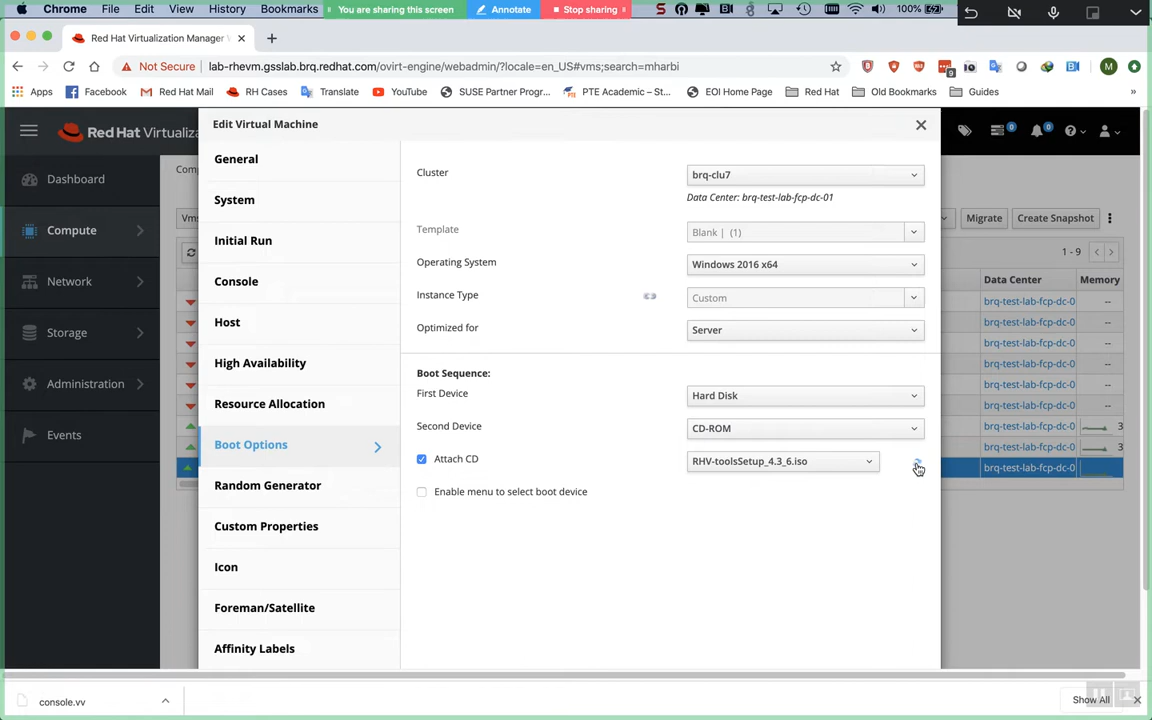 Chrome File Edit View History Bookmarks You are sharing this screen Annotate Stop sharing 100%
Red Hat Virtualization Manager
Not Secure lab-rhevm.gsslab.brq.redhat.com/ovirt-engine/webadmin/?locale=en_US#vms;search=mharbi
Apps Facebook Red Hat Mail RH Cases Translate YouTube SUSE Partner Progr... PTE Academic – St... EOI Home Page Red Hat Old Bookmarks Guides »
Red Hat Virtualiza
0 0
Edit Virtual Machine
Dashboard
Compute
Network
Storage
Administration
Events
Comp
Vms
General
System
Initial Run
Console
Host
High Availability
Resource Allocation
Boot Options
Random Generator
Custom Properties
Icon
Foreman/Satellite
Affinity Labels
Cluster brq-clu7
Data Center: brq-test-lab-fcp-dc-01
Template Blank | (1)
Operating System Windows 2016 x64
Instance Type Custom
Optimized for Server
Boot Sequence:
First Device Hard Disk
Second Device CD-ROM
Attach CD RHV-toolsSetup_4.3_6.iso
Enable menu to select boot device
Migrate Create Snapshot
1 - 9
Data Center Memory
brq-test-lab-fcp-dc-0 --
brq-test-lab-fcp-dc-0 --
brq-test-lab-fcp-dc-0 --
brq-test-lab-fcp-dc-0 --
brq-test-lab-fcp-dc-0 --
brq-test-lab-fcp-dc-0 --
brq-test-lab-fcp-dc-0 3
brq-test-lab-fcp-dc-0 3
brq-test-lab-fcp-dc-0
console.vv
Show All